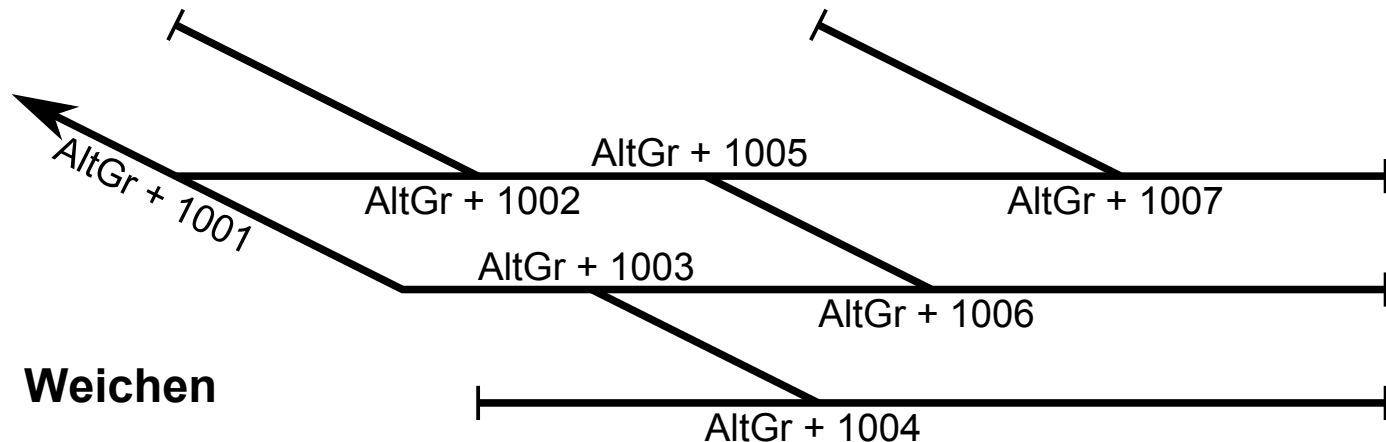 AltGr + 1005
AltGr + 1001
AltGr + 1002
AltGr + 1007
AltGr + 1003
AltGr + 1006
Weichen
AltGr + 1004